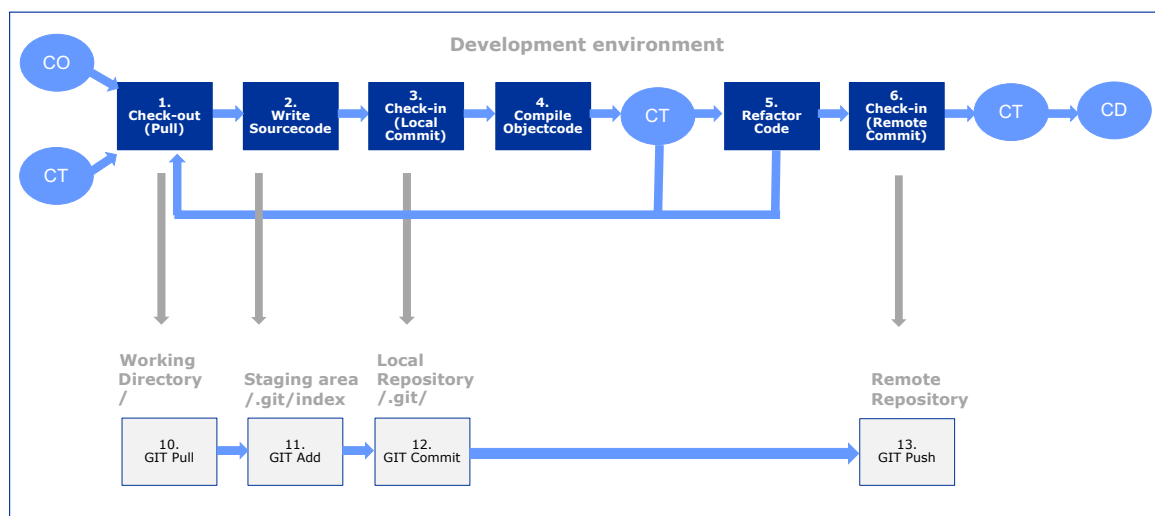 Development environment
CO
CT
1.
Check-out
(Pull)
2.
Write
Sourcecode
3.
Check-in
(Local
Commit)
4.
Compile
Objectcode
CT
5.
Refactor
Code
6.
Check-in
(Remote
Commit)
CT
CD
Working
Directory
/
Staging area
/.git/index
Local
Repository
/.git/
Remote
Repository
10.
GIT Pull
11.
GIT Add
12.
GIT Commit
13.
GIT Push